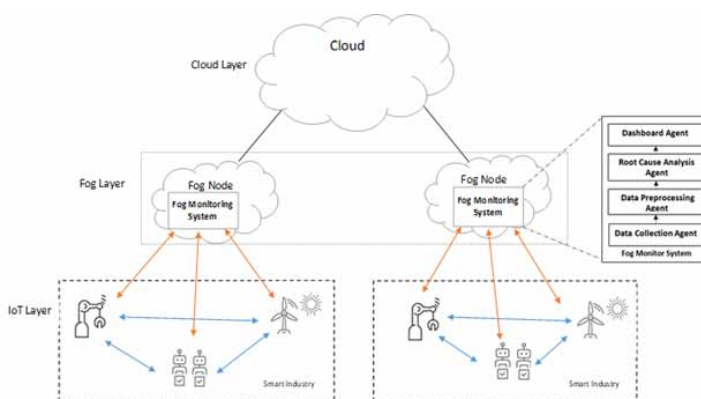 Cloud
Cloud Layer
Fog Layer
Fog Node
Fog Monitoring
System
Fog Node
Fog Monitoring
System
Dashboard Agent
Root Cause Analysis
Agent
Data Preprocessing
Agent
Data Collection Agent
Fog Monitor System
IoT Layer
Smart Industry
Smart Industry